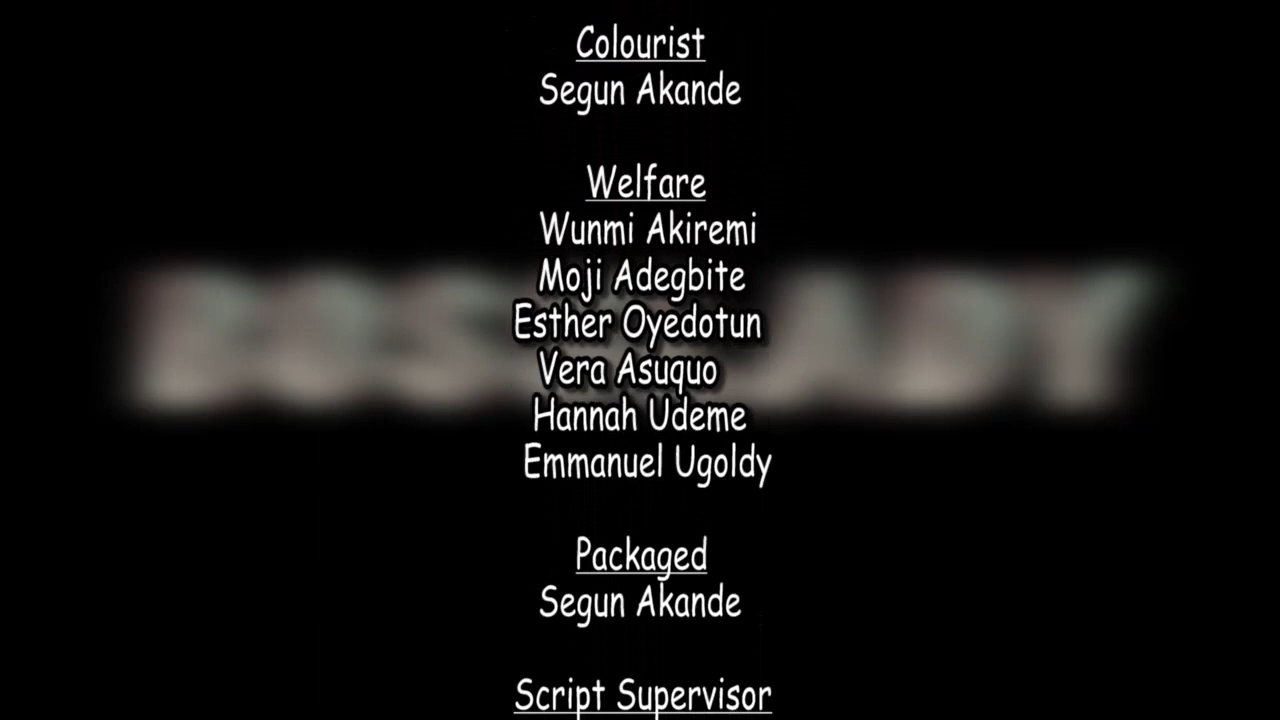 Colourist
Segun Akande
Welfare
Wunmi Akiremi
Moji Adegbite
Esther Oyedotun
Vera Asuquo
Hannah Udeme
Emmanuel Ugoldy
Packaged
Segun Akande
Script Supervisor